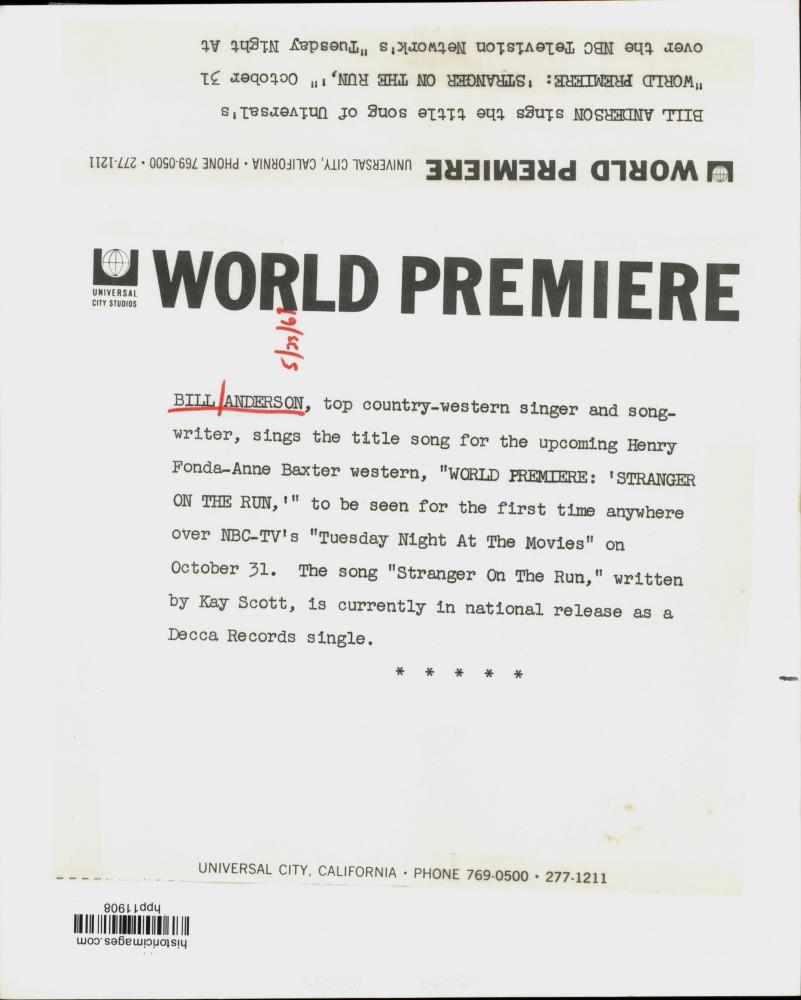 BILL ANDERSON sings the title song of Universal's
"WORLD PREMIERE: 'STRANGER ON THE RUN,'" October 31
over the NBC Television Network's "Tuesday Night At
WORLD PREMIERE UNIVERSAL CITY, CALIFORNIA • PHONE 769-0500 • 277-1211
WORLD PREMIERE
UNIVERSAL
CITY STUDIOS
BILL ANDERSON, top country-western singer and song-
writer, sings the title song for the upcoming Henry
Fonda-Anne Baxter western, "WORLD PREMIERE: 'STRANGER
ON THE RUN,'" to be seen for the first time anywhere
over NBC-TV's "Tuesday Night At The Movies" on
October 31. The song "Stranger On The Run," written
by Kay Scott, is currently in national release as a
Decca Records single.
* * * * *
UNIVERSAL CITY, CALIFORNIA • PHONE 769-0500 • 277-1211
historicimages.com
hpp11908